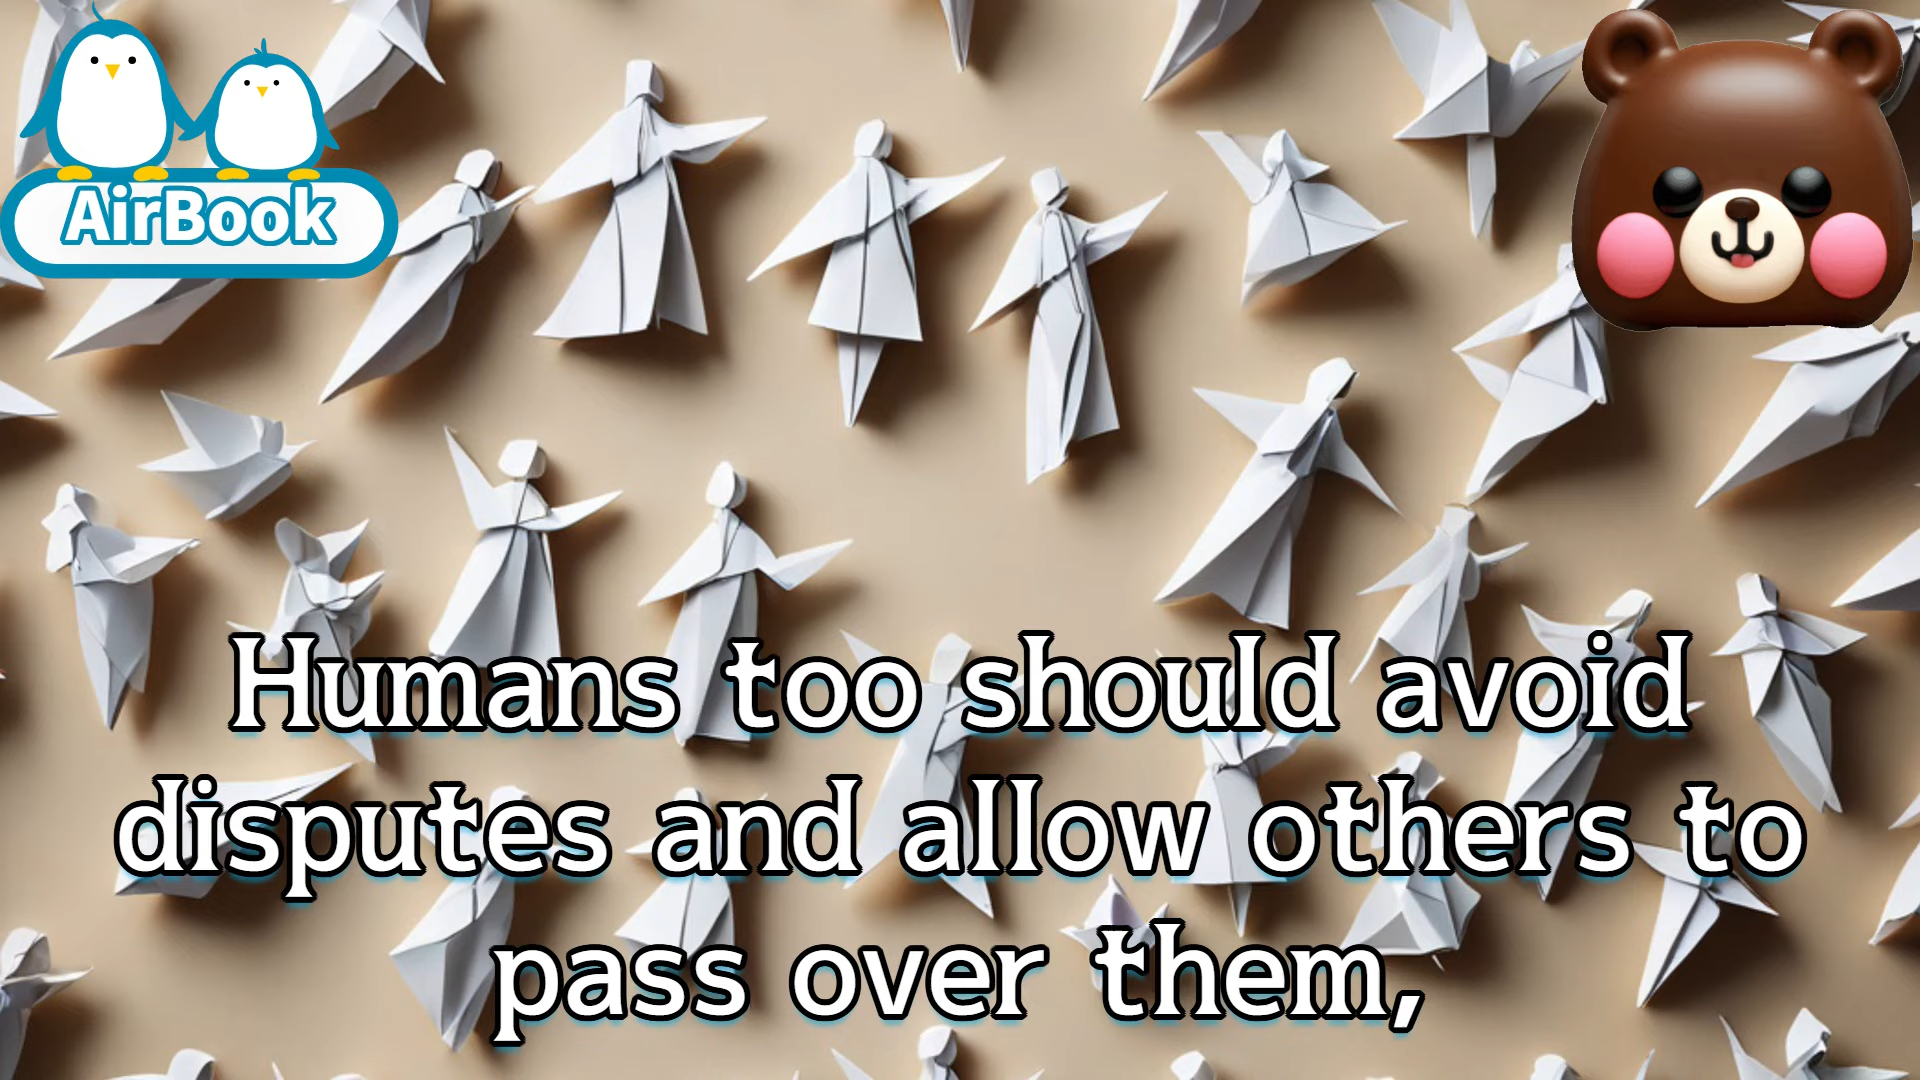 AirBook
Humans too should avoid
disputes and allow others to
pass over them,